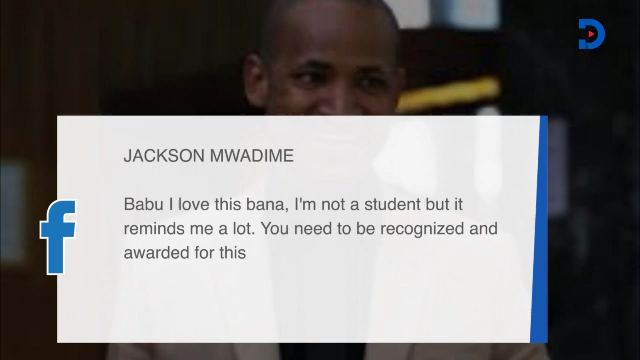 JACKSON MWADIME
Babu I love this bana, I'm not a student but it
reminds me a lot. You need to be recognized and
awarded for this